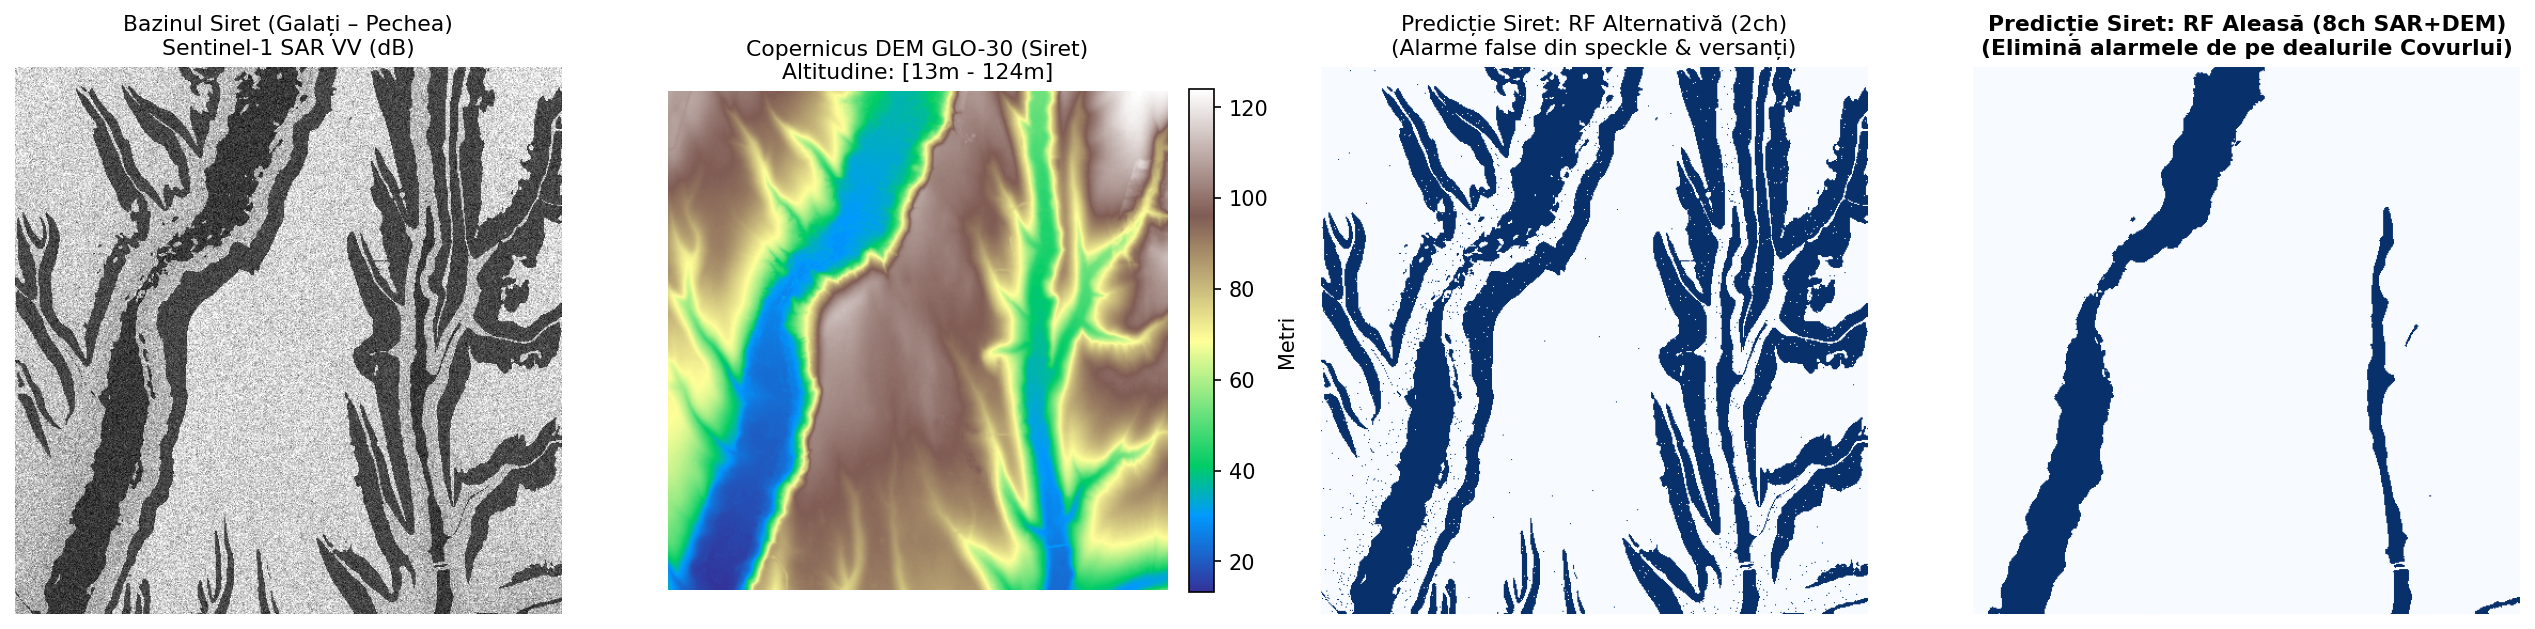 Bazinul Siret (Galați – Pechea)
Sentinel-1 SAR VV (dB)
Copernicus DEM GLO-30 (Siret)
Altitudine: [13m - 124m]
120
100
80
60
40
20
Metri
Predicție Siret: RF Alternativă (2ch)
(Alarme false din speckle & versanți)
Predicție Siret: RF Aleasă (8ch SAR+DEM)
(Elimină alarmele de pe dealurile Covurlui)